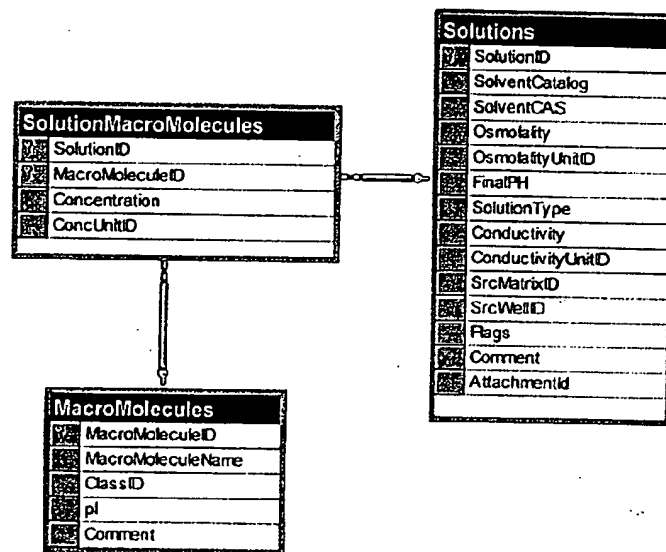 Solutions
SolutionID
SolventCatalog
SolventCAS
Osmolality
OsmolalityUnitID
FinalPH
SolutionType
Conductivity
ConductivityUnitID
SrcMatrixID
SrcWellID
Flags
Comment
AttachmentId
SolutionMacroMolecules
SolutionID
MacroMoleculeID
Concentration
ConcUnitID
MacroMolecules
MacroMoleculeID
MacroMoleculeName
ClassID
pI
Comment